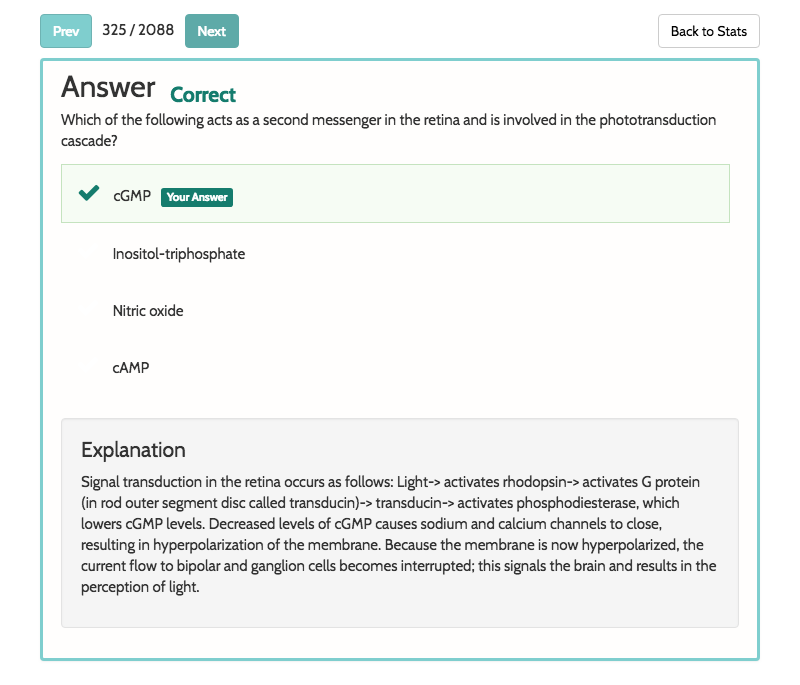 Prev 325 / 2088 Next Back to Stats
Answer Correct
Which of the following acts as a second messenger in the retina and is involved in the phototransduction
cascade?
cGMP Your Answer
Inositol-triphosphate
Nitric oxide
cAMP
Explanation
Signal transduction in the retina occurs as follows: Light-> activates rhodopsin-> activates G protein
(in rod outer segment disc called transducin)-> transducin-> activates phosphodiesterase, which
lowers cGMP levels. Decreased levels of cGMP causes sodium and calcium channels to close,
resulting in hyperpolarization of the membrane. Because the membrane is now hyperpolarized, the
current flow to bipolar and ganglion cells becomes interrupted; this signals the brain and results in the
perception of light.